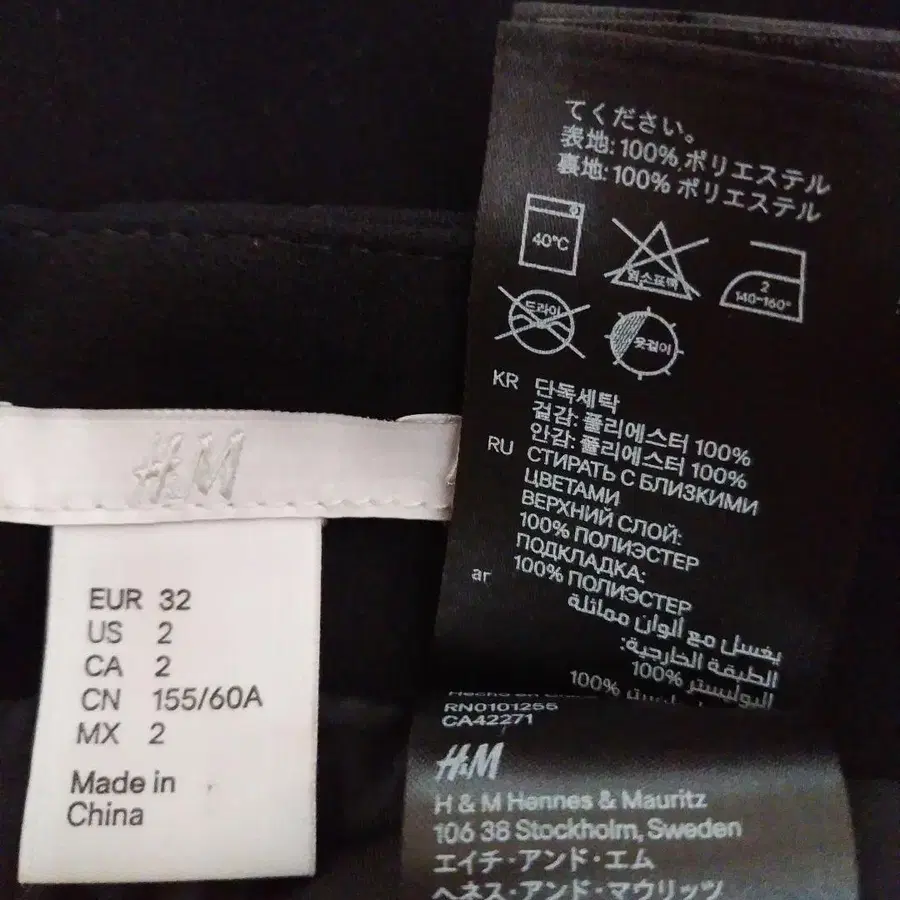 てください。
表地: 100% ポリエステル
裏地: 100% ポリエステル
40℃
염소표백
2
140-160°
드라이
옷걸이
KR 단독세탁
겉감: 폴리에스터 100%
안감: 폴리에스터 100%
RU СТИРАТЬ С БЛИЗКИМИ
ЦВЕТАМИ
ВЕРХНИЙ СЛОЙ:
100% ПОЛИЭСТЕР
ПОДКЛАДКА:
100% ПОЛИЭСТЕР
ar يغسل مع ألوان مماثلة
الطبقة الخارجية:
البوليستر 100%
100%
H&M
EUR 32
US 2
CA 2
CN 155/60A
MX 2
Made in
China
RN0101255
CA42271
H&M
H & M Hennes & Mauritz
106 38 Stockholm, Sweden
エイチ・アンド・エム
ヘネス・アンド・マウリッツ